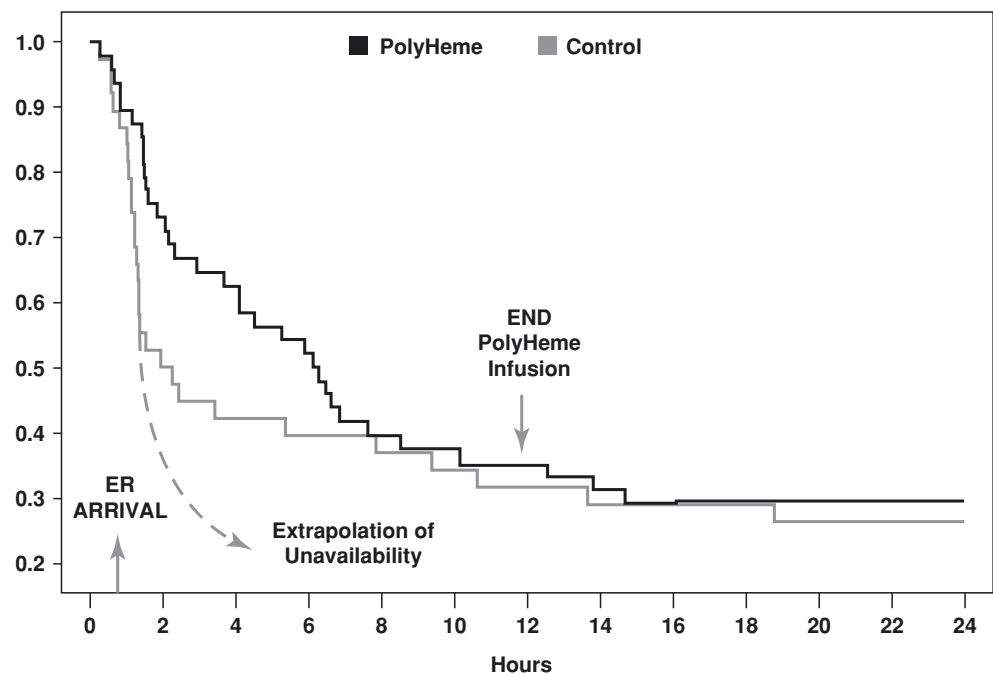 PolyHeme
Control
1.0
0.9
0.8
0.7
0.6
0.5
0.4
0.3
0.2
END
PolyHeme
Infusion
ER
ARRIVAL
Extrapolation of
Unavailability
0 2 4 6 8 10 12 14 16 18 20 22 24
Hours